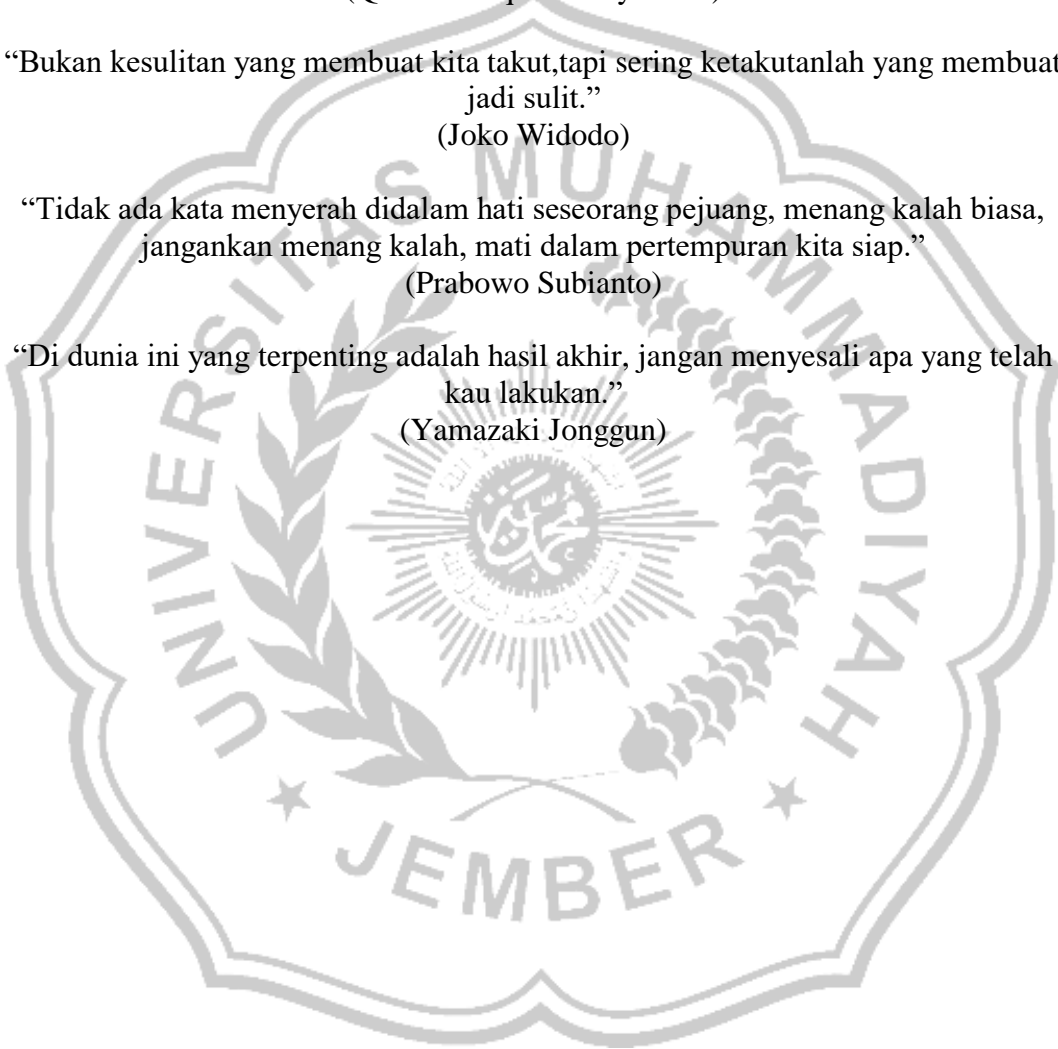 “Bukan kesulitan yang membuat kita takut,tapi sering ketakutanlah yang membuat
jadi sulit.”
(Joko Widodo)
“Tidak ada kata menyerah didalam hati seseorang pejuang, menang kalah biasa,
jangankan menang kalah, mati dalam pertempuran kita siap.”
(Prabowo Subianto)
“Di dunia ini yang terpenting adalah hasil akhir, jangan menyesali apa yang telah
kau lakukan.”
(Yamazaki Jonggun)
UNIVERSITAS MUHAMMADIYAH
JEMBER